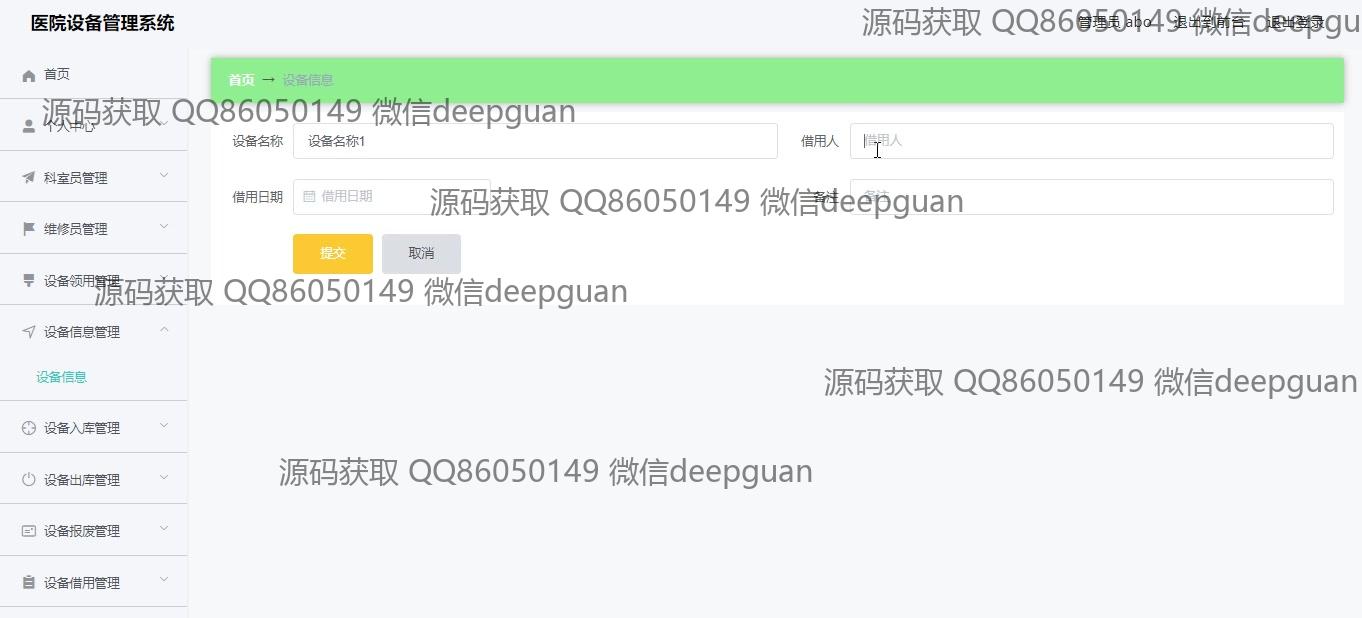 医院设备管理系统
管理员 abo 退出到前台 退出登录
源码获取 QQ86050149 微信deepgu
首页
首页 → 设备信息
个人中心
源码获取 QQ86050149 微信deepguan
设备名称 设备名称1 借用人 借用人
科室员管理
借用日期 借用日期 备注 备注
源码获取 QQ86050149 微信deepguan
维修员管理
提交 取消
设备领用管理
源码获取 QQ86050149 微信deepguan
设备信息管理
设备信息
源码获取 QQ86050149 微信deepguan
设备入库管理
源码获取 QQ86050149 微信deepguan
设备出库管理
设备报废管理
设备借用管理